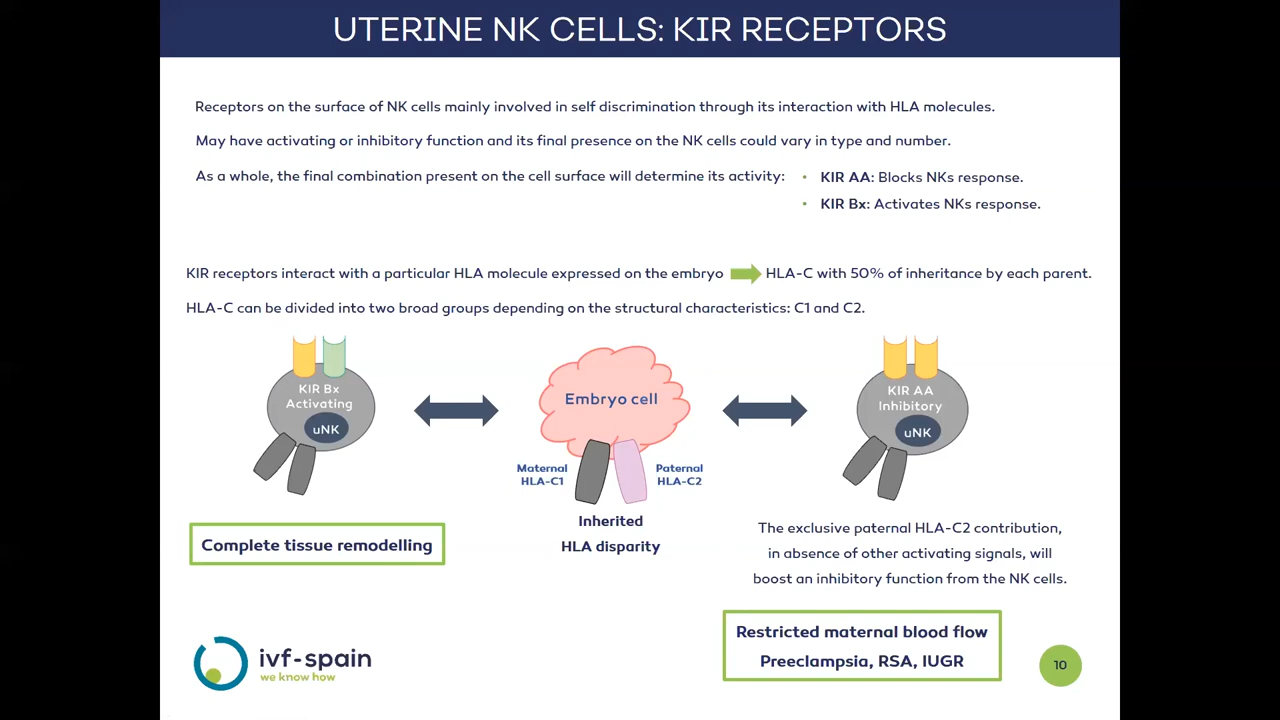 UTERINE NK CELLS: KIR RECEPTORS
Receptors on the surface of NK cells mainly involved in self discrimination through its interaction with HLA molecules.
May have activating or inhibitory function and its final presence on the NK cells could vary in type and number.
As a whole, the final combination present on the cell surface will determine its activity:
• KIR AA: Blocks NKs response.
• KIR Bx: Activates NKs response.
KIR receptors interact with a particular HLA molecule expressed on the embryo
HLA-C with 50% of inheritance by each parent.
HLA-C can be divided into two broad groups depending on the structural characteristics: C1 and C2.
KIR Bx
Activating
uNK
Complete tissue remodelling
Embryo cell
Maternal
HLA-C1
Paternal
HLA-C2
Inherited
HLA disparity
KIR AA
Inhibitory
uNK
The exclusive paternal HLA-C2 contribution,
in absence of other activating signals, will
boost an inhibitory function from the NK cells.
Restricted maternal blood flow
Preeclampsia, RSA, IUGR
ivf-spain
we know how
10